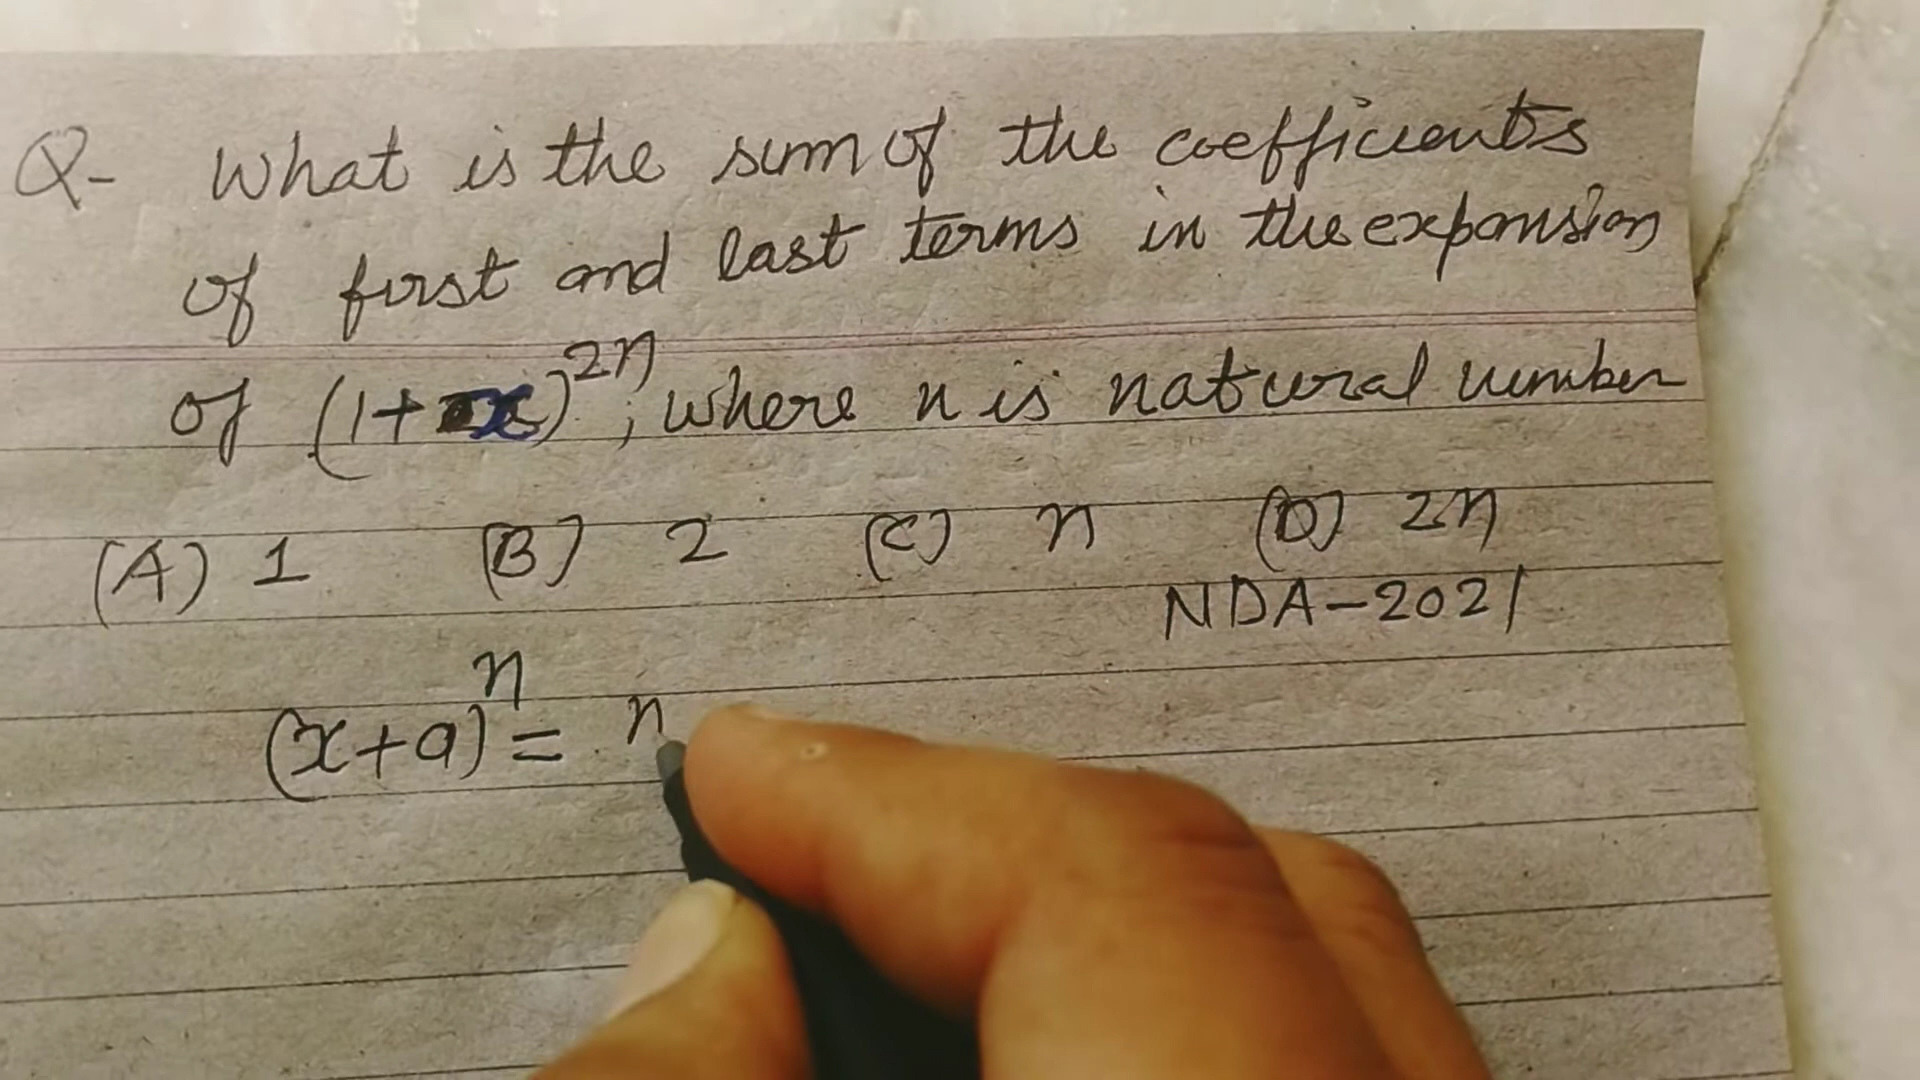 Q- What is the sum of the coefficients
of first and last terms in the expansion
of (1+x)^2n, where n is natural number
(A) 1 (B) 2 (C) n (D) 2n
NDA-2021
(x+a)^n = n